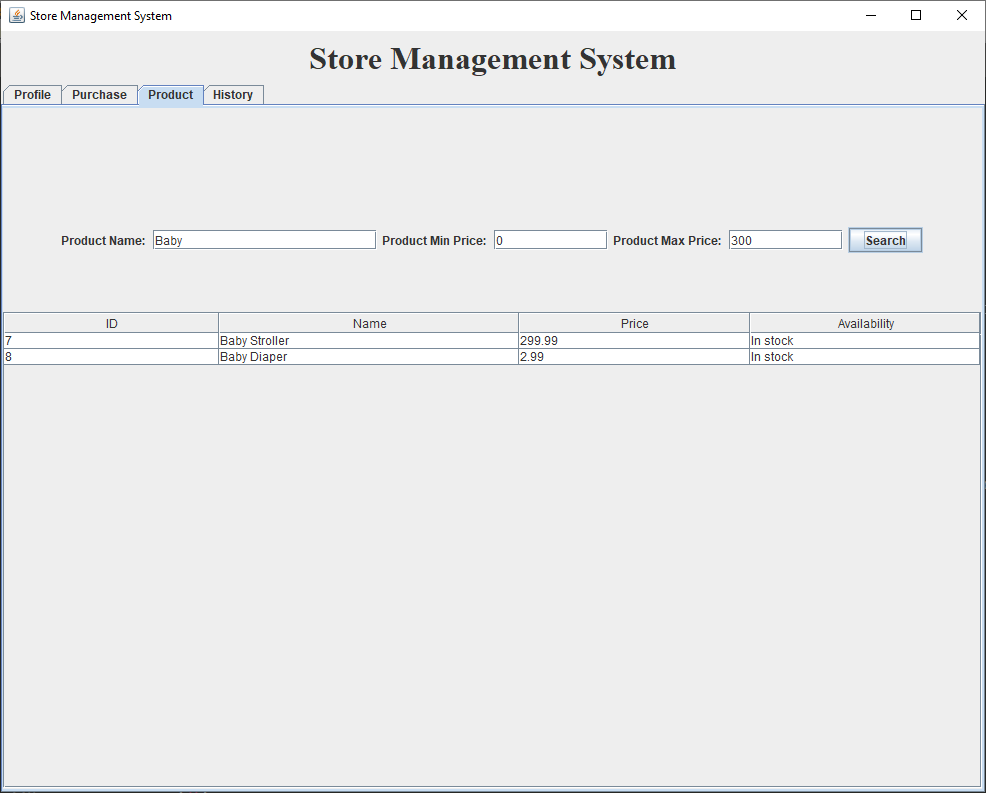 Store Management System
Store Management System
Profile Purchase Product History
Product Name: Baby Product Min Price: 0 Product Max Price: 300 Search
ID Name Price Availability
7 Baby Stroller 299.99 In stock
8 Baby Diaper 2.99 In stock